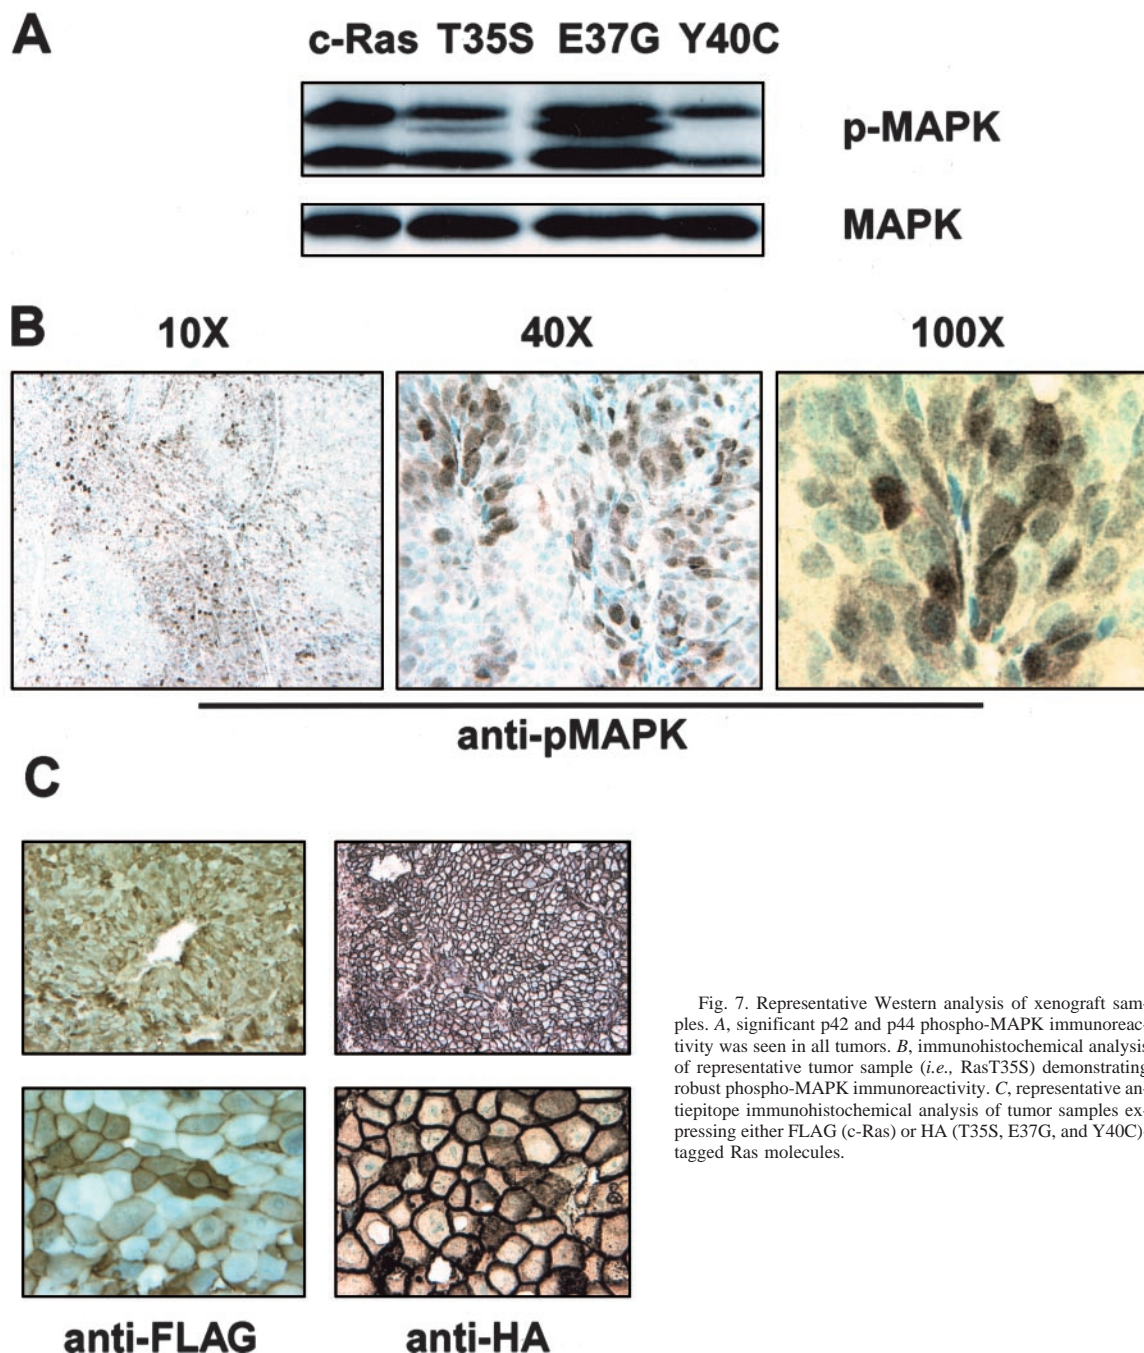 A
c-Ras T35S E37G Y40C
p-MAPK
MAPK
B
10X 40X 100X
anti-pMAPK
C
anti-FLAG anti-HA
Fig. 7. Representative Western analysis of xenograft sam-
ples. A, significant p42 and p44 phospho-MAPK immunoreac-
tivity was seen in all tumors. B, immunohistochemical analysis
of representative tumor sample (i.e., RasT35S) demonstrating
robust phospho-MAPK immunoreactivity. C, representative an-
tiepitope immunohistochemical analysis of tumor samples ex-
pressing either FLAG (c-Ras) or HA (T35S, E37G, and Y40C)-
tagged Ras molecules.